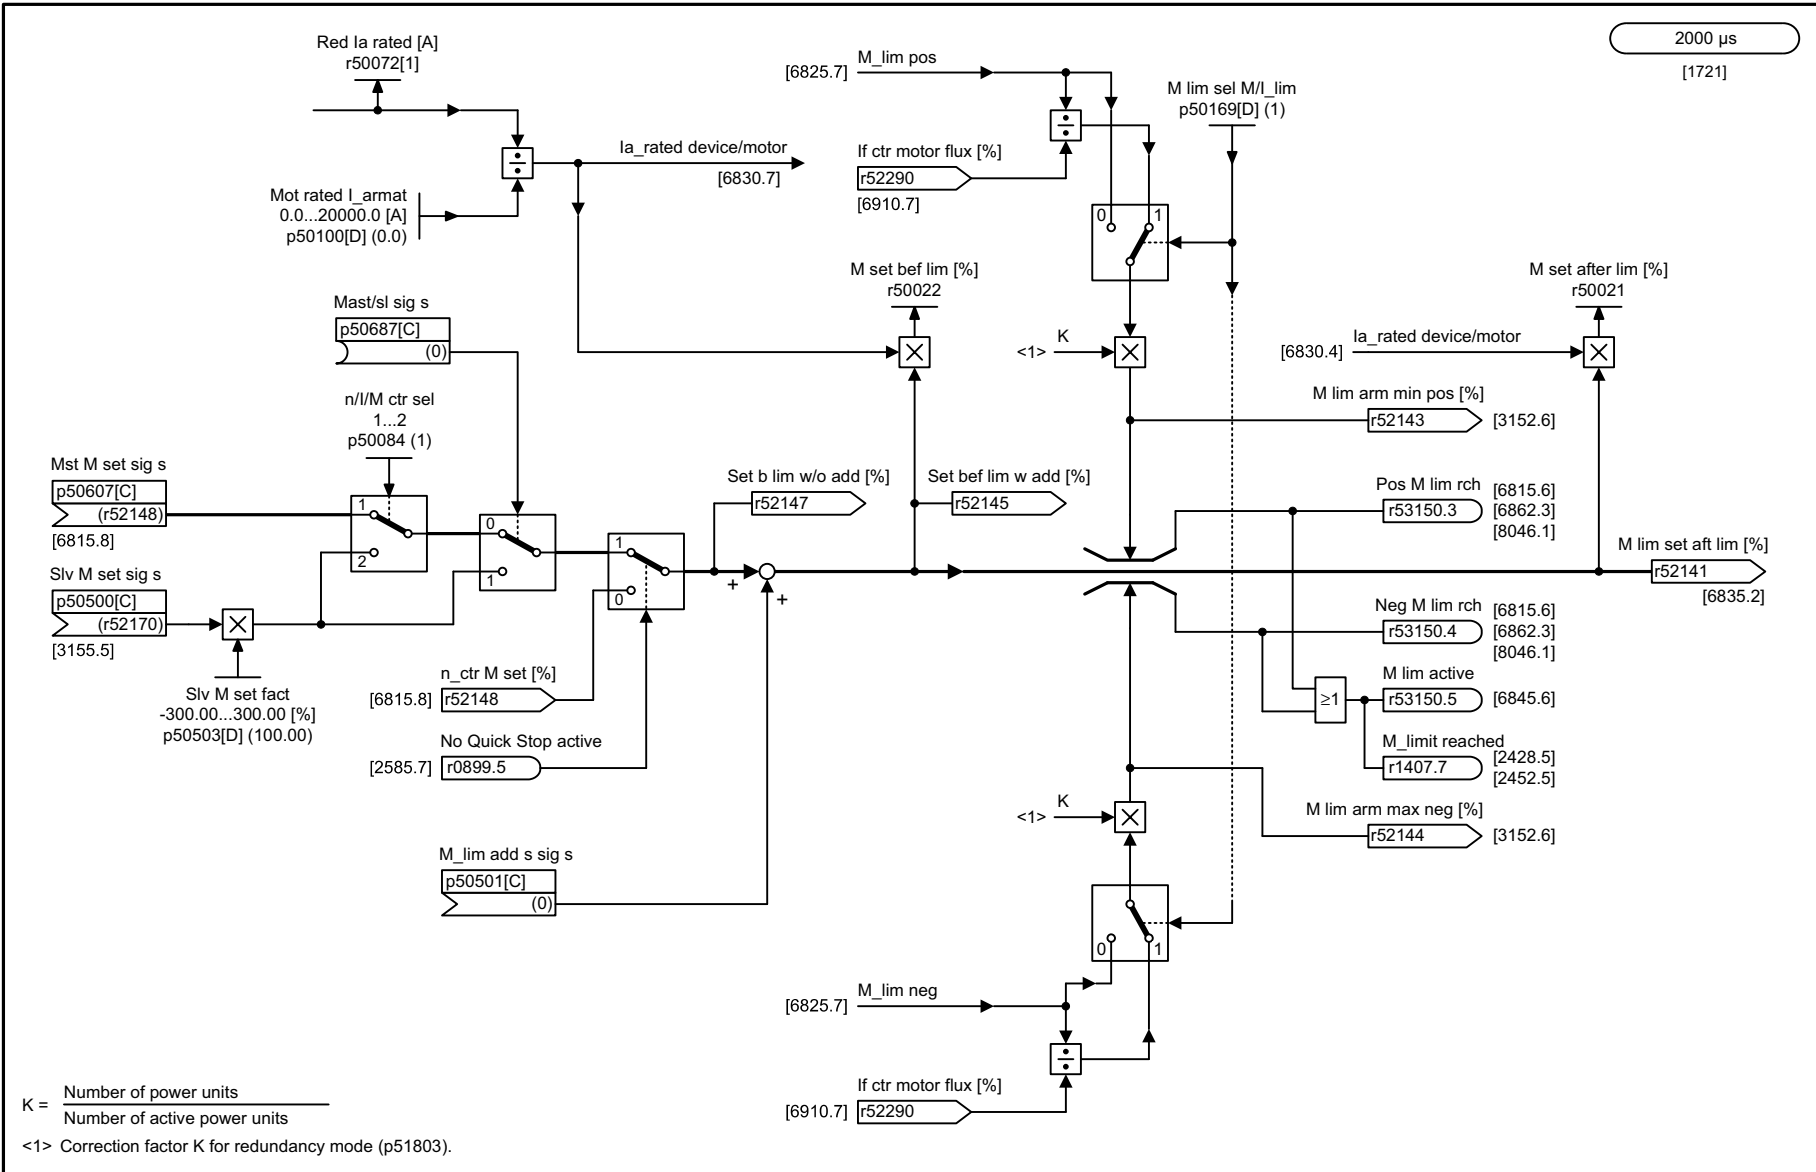 Red Ia rated [A]
r50072[1]
Mot rated I_armat
0.0...20000.0 [A]
p50100[D] (0.0)
÷
Ia_rated device/motor
[6830.7]
M_lim pos
[6825.7]
÷
If ctr motor flux [%]
r52290
[6910.7]
M lim sel M/I_lim
p50169[D] (1)
0
1
2000 µs
[1721]
Mast/sl sig s
p50687[C]
(0)
n/I/M ctr sel
1...2
p50084 (1)
M set bef lim [%]
r50022
×
K
<1>
×
M set after lim [%]
r50021
Ia_rated device/motor
[6830.4]
×
M lim arm min pos [%]
r52143
[3152.6]
Mst M set sig s
p50607[C]
(r52148)
[6815.8]
Slv M set sig s
p50500[C]
(r52170)
[3155.5]
×
Slv M set fact
-300.00...300.00 [%]
p50503[D] (100.00)
1
2
0
1
1
0
Set b lim w/o add [%]
r52147
Set bef lim w add [%]
r52145
+
+
n_ctr M set [%]
[6815.8]
r52148
No Quick Stop active
[2585.7]
r0899.5
M_lim add s sig s
p50501[C]
(0)
Pos M lim rch
r53150.3
[6815.6]
[6862.3]
[8046.1]
M lim set aft lim [%]
r52141
[6835.2]
Neg M lim rch
r53150.4
[6815.6]
[6862.3]
[8046.1]
≥1
M lim active
r53150.5
[6845.6]
M_limit reached
r1407.7
[2428.5]
[2452.5]
K
<1>
×
M lim arm max neg [%]
r52144
[3152.6]
0
1
M_lim neg
[6825.7]
÷
If ctr motor flux [%]
[6910.7]
r52290
K =
Number of power units
Number of active power units
<1> Correction factor K for redundancy mode (p51803).